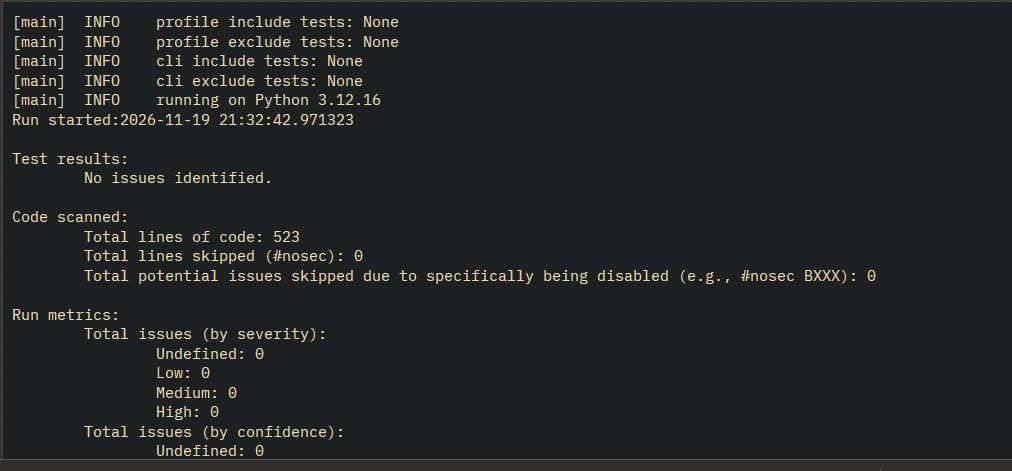 [main]  INFO    profile include tests: None
[main]  INFO    profile exclude tests: None
[main]  INFO    cli include tests: None
[main]  INFO    cli exclude tests: None
[main]  INFO    running on Python 3.12.16
Run started:2026-11-19 21:32:42.971323

Test results:
        No issues identified.

Code scanned:
        Total lines of code: 523
        Total lines skipped (#nosec): 0
        Total potential issues skipped due to specifically being disabled (e.g., #nosec BXXX): 0

Run metrics:
        Total issues (by severity):
                Undefined: 0
                Low: 0
                Medium: 0
                High: 0
        Total issues (by confidence):
                Undefined: 0